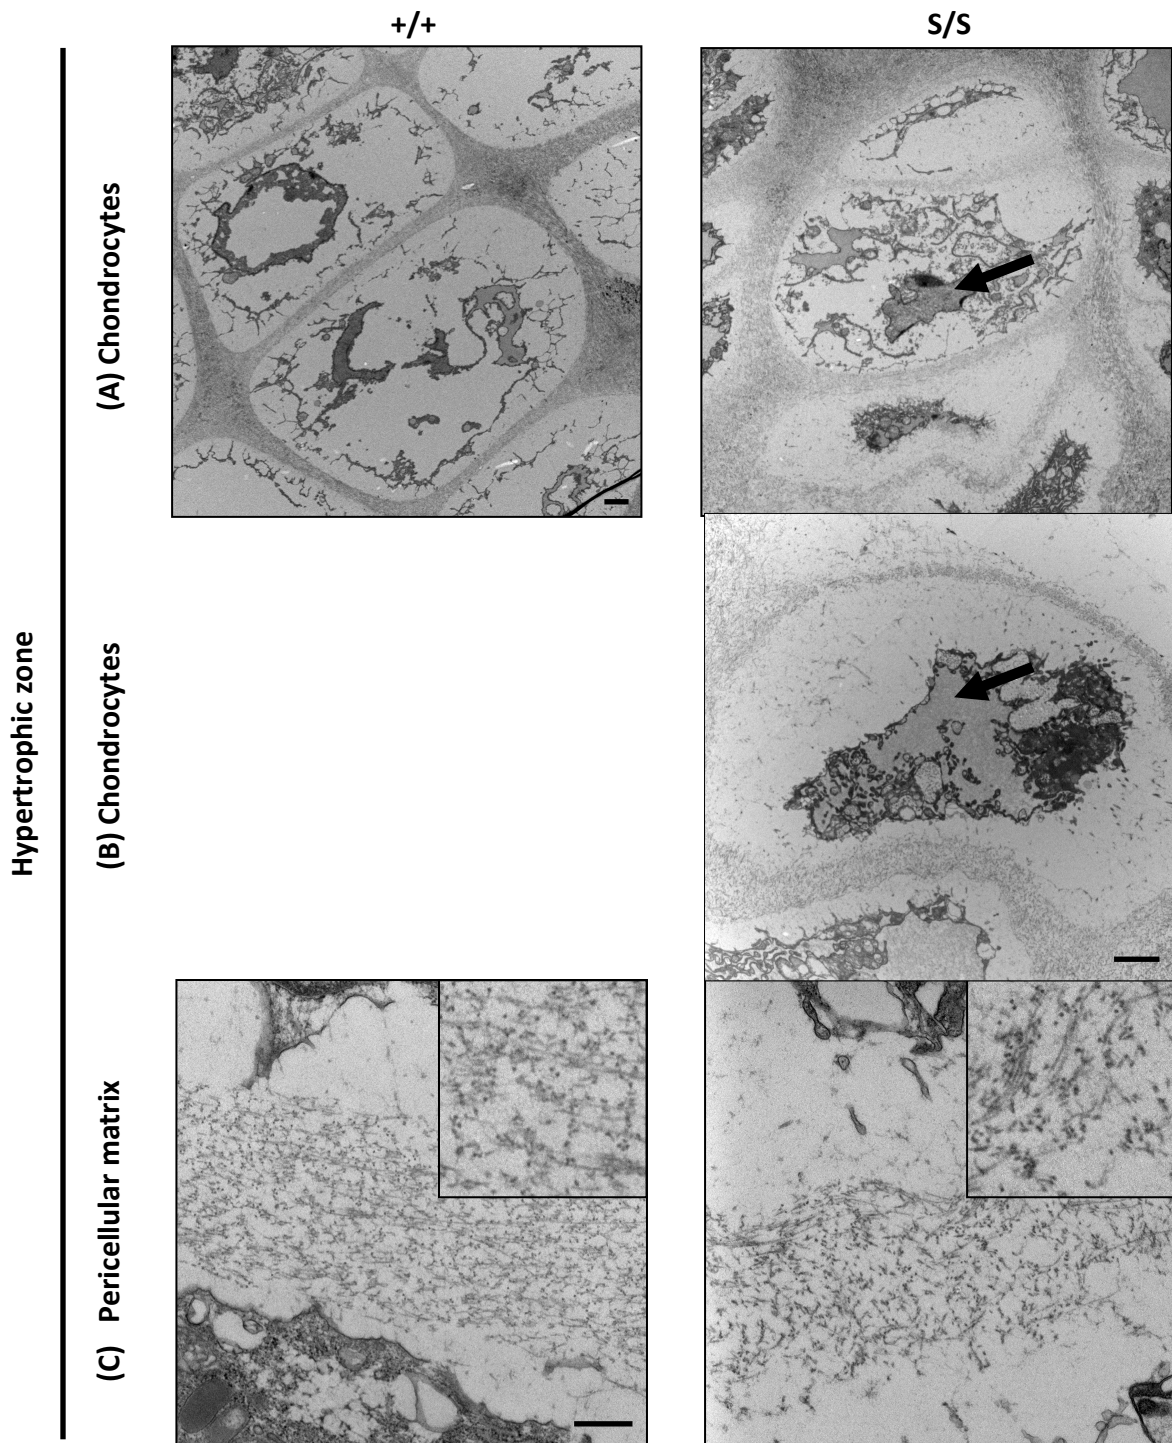 +/+
S/S
Hypertrophic zone
(A) Chondrocytes
(B) Chondrocytes
(C) Pericellular matrix